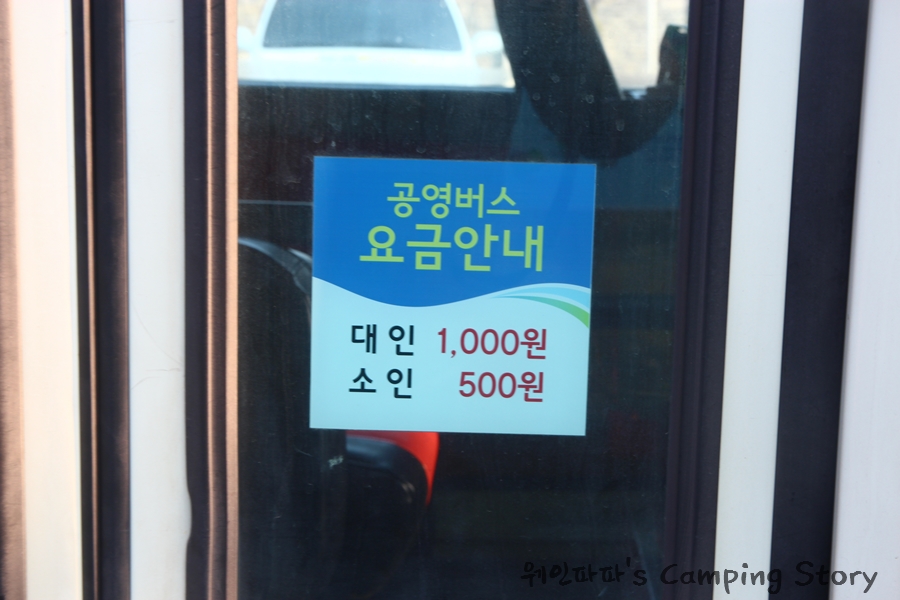 공영버스
요금안내
대인 1,000원
소인 500원
웨인파파's Camping Story